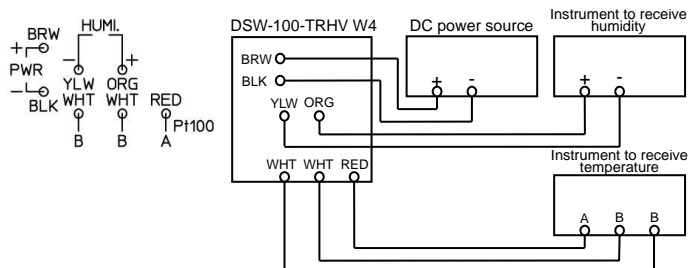 HUMI.
BRW
+
- +
PWR
YLW ORG
-
BLK
WHT WHT RED
Pt100
B B A
DSW-100-TRHV W4
BRW
BLK
YLW ORG
WHT WHT RED
DC power source
+ -
Instrument to receive
humidity
+ -
Instrument to receive
temperature
A B B